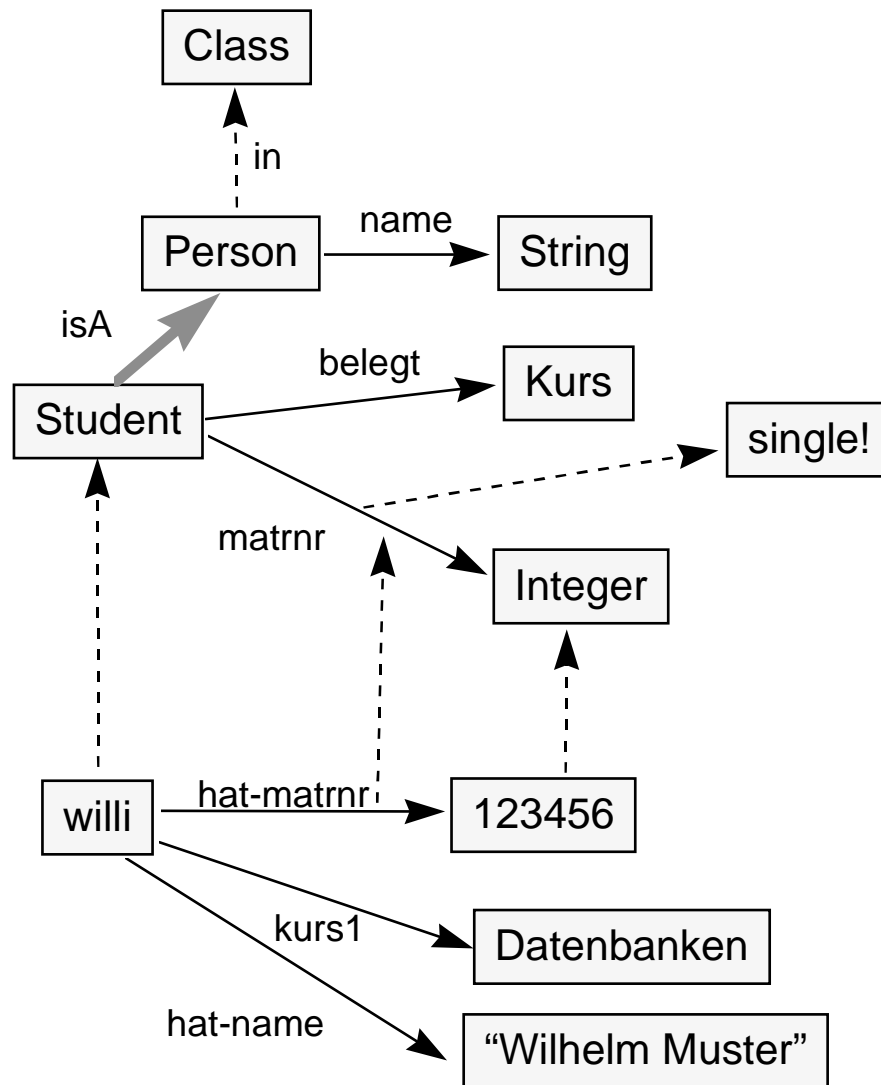 Class
in
Person
name
String
isA
belegt
Kurs
Student
single!
matrnr
Integer
willi
hat-matrnr
123456
kurs1
Datenbanken
hat-name
“Wilhelm Muster”